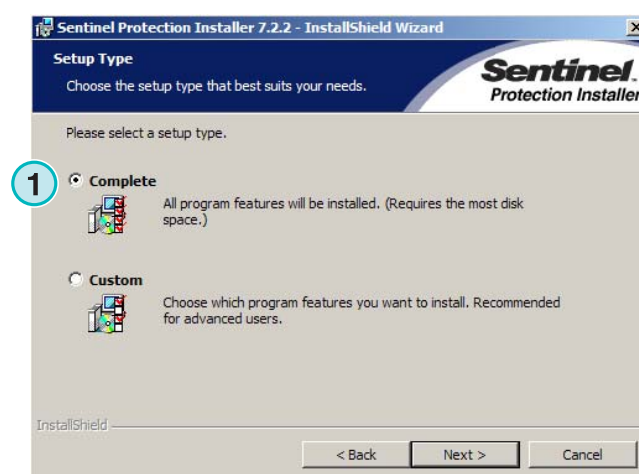 Sentinel Protection Installer 7.2.2 - InstallShield Wizard
Setup Type
Choose the setup type that best suits your needs.
Sentinel.
Protection Installer
Please select a setup type.
1
Complete
All program features will be installed. (Requires the most disk
space.)
Custom
Choose which program features you want to install. Recommended
for advanced users.
InstallShield
< Back
Next >
Cancel